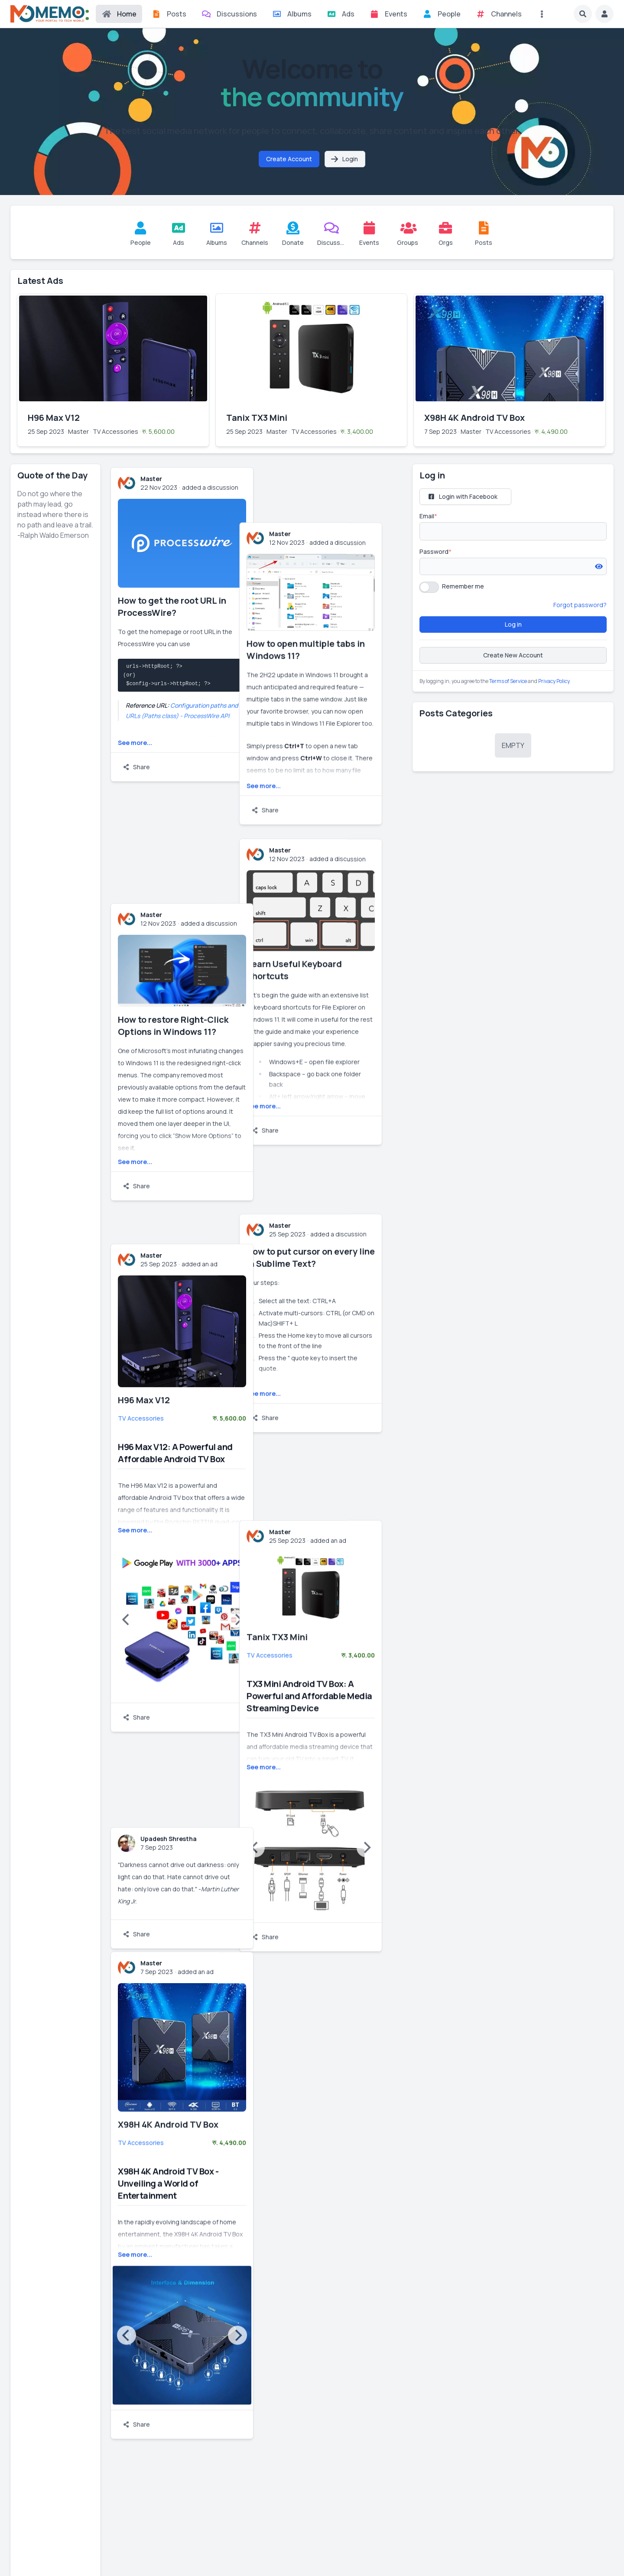 MOMEMO
Home
Posts
Discussions
Albums
Ads
Events
People
Channels
Welcome to
the community
Create Account
Login
People
Ads
Albums
Channels
Donate
Discuss...
Events
Groups
Orgs
Posts
Latest Ads
H96 Max V12
25 Sep 2023 Master TV Accessories रु. 5,600.00
Tanix TX3 Mini
25 Sep 2023 Master TV Accessories रु. 3,400.00
X98H 4K Android TV Box
7 Sep 2023 Master TV Accessories रु. 4,490.00
Quote of the Day
Do not go where the
path may lead, go
instead where there is
no path and leave a trail.
-Ralph Waldo Emerson
Master
22 Nov 2023 · added a discussion
PROCESSWIRE
How to get the root URL in
ProcessWire?
To get the homepage or root URL in the
ProcessWire you can use
urls->httpRoot; ?>
(or)
$config->urls->httpRoot; ?>
Reference URL: Configuration paths and
URLs (Paths class) - ProcessWire API
See more...
Share
Master
12 Nov 2023 · added a discussion
How to open multiple tabs in
Windows 11?
The 2H22 update in Windows 11 brought a
much anticipated and required feature —
multiple tabs in the same window. Just like
your favorite browser, you can now open
multiple tabs in Windows 11 File Explorer too.
Simply press Ctrl+T to open a new tab
window and press Ctrl+W to close it. There
seems to be no limit as to how many file
See more...
Share
Master
12 Nov 2023 · added a discussion
caps lock A S D
shift Z X C
ctrl win alt
earn Useful Keyboard
hortcuts
t's begin the guide with an extensive list
keyboard shortcuts for File Explorer on
indows 11. It will come in useful for the rest
the guide and make your experience
appier saving you precious time.
Windows+E – open file explorer
Backspace – go back one folder
back
ee more...
Share
Master
12 Nov 2023 · added a discussion
How to restore Right-Click
Options in Windows 11?
One of Microsoft's most infuriating changes
to Windows 11 is the redesigned right-click
menus. The company removed most
previously available options from the default
view to make it more compact. However, it
did keep the full list of options around. It
moved them one layer deeper in the UI,
forcing you to click "Show More Options" to
see it.
See more...
Share
Master
25 Sep 2023 · added a discussion
ow to put cursor on every line
Sublime Text?
ur steps:
Select all the text: CTRL+A
Activate multi-cursors: CTRL (or CMD on
Mac)SHIFT+ L
Press the Home key to move all cursors
to the front of the line
Press the " quote key to insert the
quote.
ee more...
Share
Master
25 Sep 2023 · added an ad
H96 Max V12
TV Accessories
रु. 5,600.00
H96 Max V12: A Powerful and
Affordable Android TV Box
The H96 Max V12 is a powerful and
affordable Android TV box that offers a wide
range of features and functionality. It is
See more...
Google Play WITH 3000+ APPS
Share
Master
25 Sep 2023 · added an ad
Tanix TX3 Mini
TV Accessories
रु. 3,400.00
TX3 Mini Android TV Box: A
Powerful and Affordable Media
Streaming Device
The TX3 Mini Android TV Box is a powerful
and affordable media streaming device that
See more...
Share
Upadesh Shrestha
7 Sep 2023
"Darkness cannot drive out darkness: only
light can do that. Hate cannot drive out
hate: only love can do that." -Martin Luther
King Jr.
Share
Master
7 Sep 2023 · added an ad
X98H
X98H 4K Android TV Box
TV Accessories
रु. 4,490.00
X98H 4K Android TV Box -
Unveiling a World of
Entertainment
In the rapidly evolving landscape of home
entertainment, the X98H 4K Android TV Box
See more...
Interface & Dimension
Share
Log in
Login with Facebook
Email*
Password*
Remember me
Forgot password?
Log in
Create New Account
By logging in, you agree to the Terms of Service and Privacy Policy
Posts Categories
EMPTY